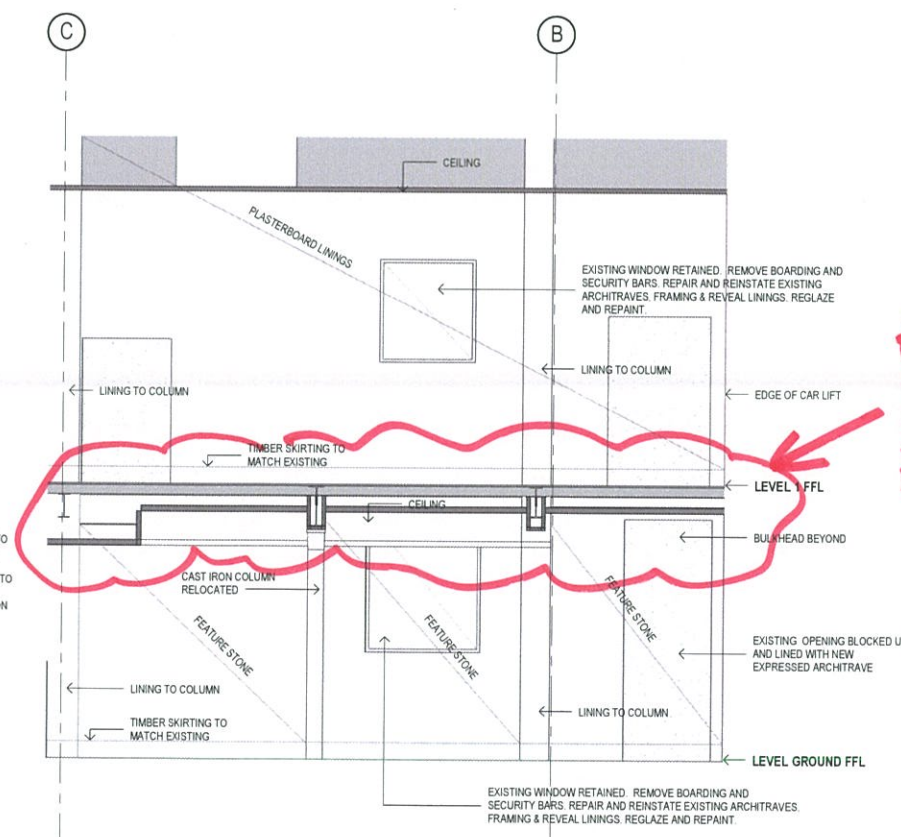 C
B
CEILING
PLASTERBOARD LININGS
EXISTING WINDOW RETAINED. REMOVE BOARDING AND
SECURITY BARS. REPAIR AND REINSTATE EXISTING
ARCHITRAVES. FRAMING & REVEAL LININGS. REGLAZE
AND REPAINT.
LINING TO COLUMN
LINING TO COLUMN
EDGE OF CAR LIFT
TIMBER SKIRTING TO
MATCH EXISTING
LEVEL 1 FFL
CEILING
BULKHEAD BEYOND
TO
TO
ON
CAST IRON COLUMN
RELOCATED
FEATURE STONE
FEATURE STONE
FEATURE STONE
EXISTING OPENING BLOCKED U
AND LINED WITH NEW
EXPRESSED ARCHITRAVE
LINING TO COLUMN
LINING TO COLUMN
TIMBER SKIRTING TO
MATCH EXISTING
LEVEL GROUND FFL
EXISTING WINDOW RETAINED. REMOVE BOARDING AND
SECURITY BARS. REPAIR AND REINSTATE EXISTING ARCHITRAVES.
FRAMING & REVEAL LININGS. REGLAZE AND REPAINT.